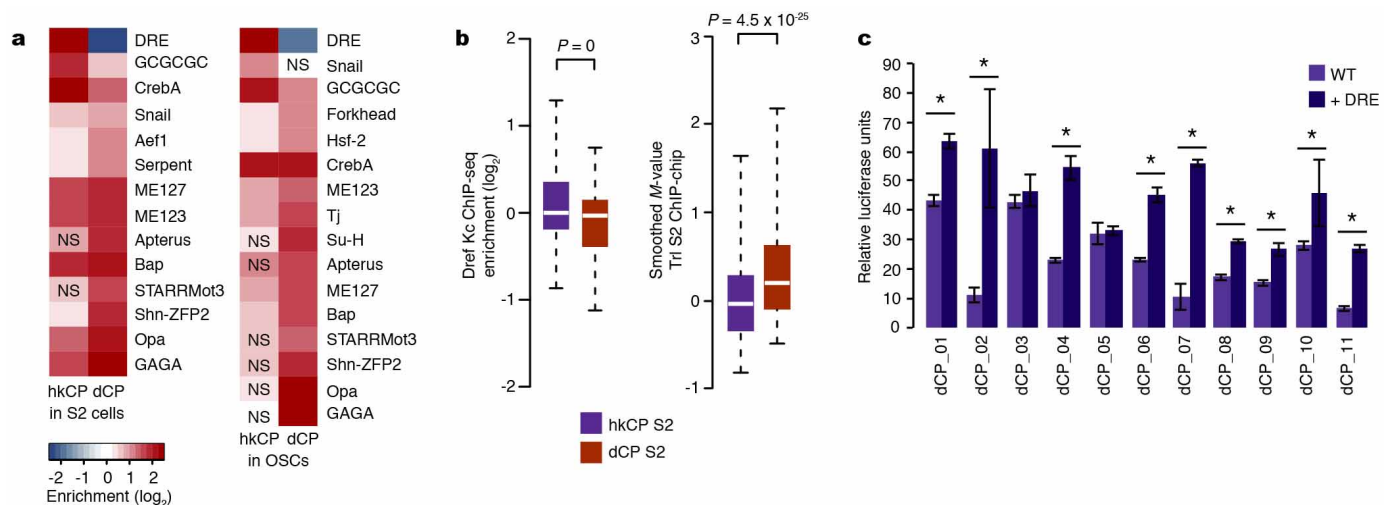 a
DRE
GCGCGC
CrebA
Snail
Aef1
Serpent
ME127
ME123
NS Apterus
Bap
NS STARRMot3
Shn-ZFP2
Opa
GAGA
hkCP dCP
in S2 cells
-2 -1 0 1 2
Enrichment (log2)
DRE
NS Snail
GCGCGC
Forkhead
Hsf-2
CrebA
ME123
Tj
NS Su-H
NS Apterus
ME127
Bap
NS STARRMot3
NS Shn-ZFP2
NS Opa
NS GAGA
hkCP dCP
in OSCs
b
P = 0
Dref Kc ChIP-seq
enrichment (log2)
2
1
0
-1
-2
P = 4.5 x 10-25
Smoothed M-value
Trl S2 ChIP-chip
3
2
1
0
-1
hkCP S2
dCP S2
c
WT
+ DRE
Relative luciferase units
90
80
70
60
50
40
30
20
10
0
* * * * * * * * *
dCP_01
dCP_02
dCP_03
dCP_04
dCP_05
dCP_06
dCP_07
dCP_08
dCP_09
dCP_10
dCP_11